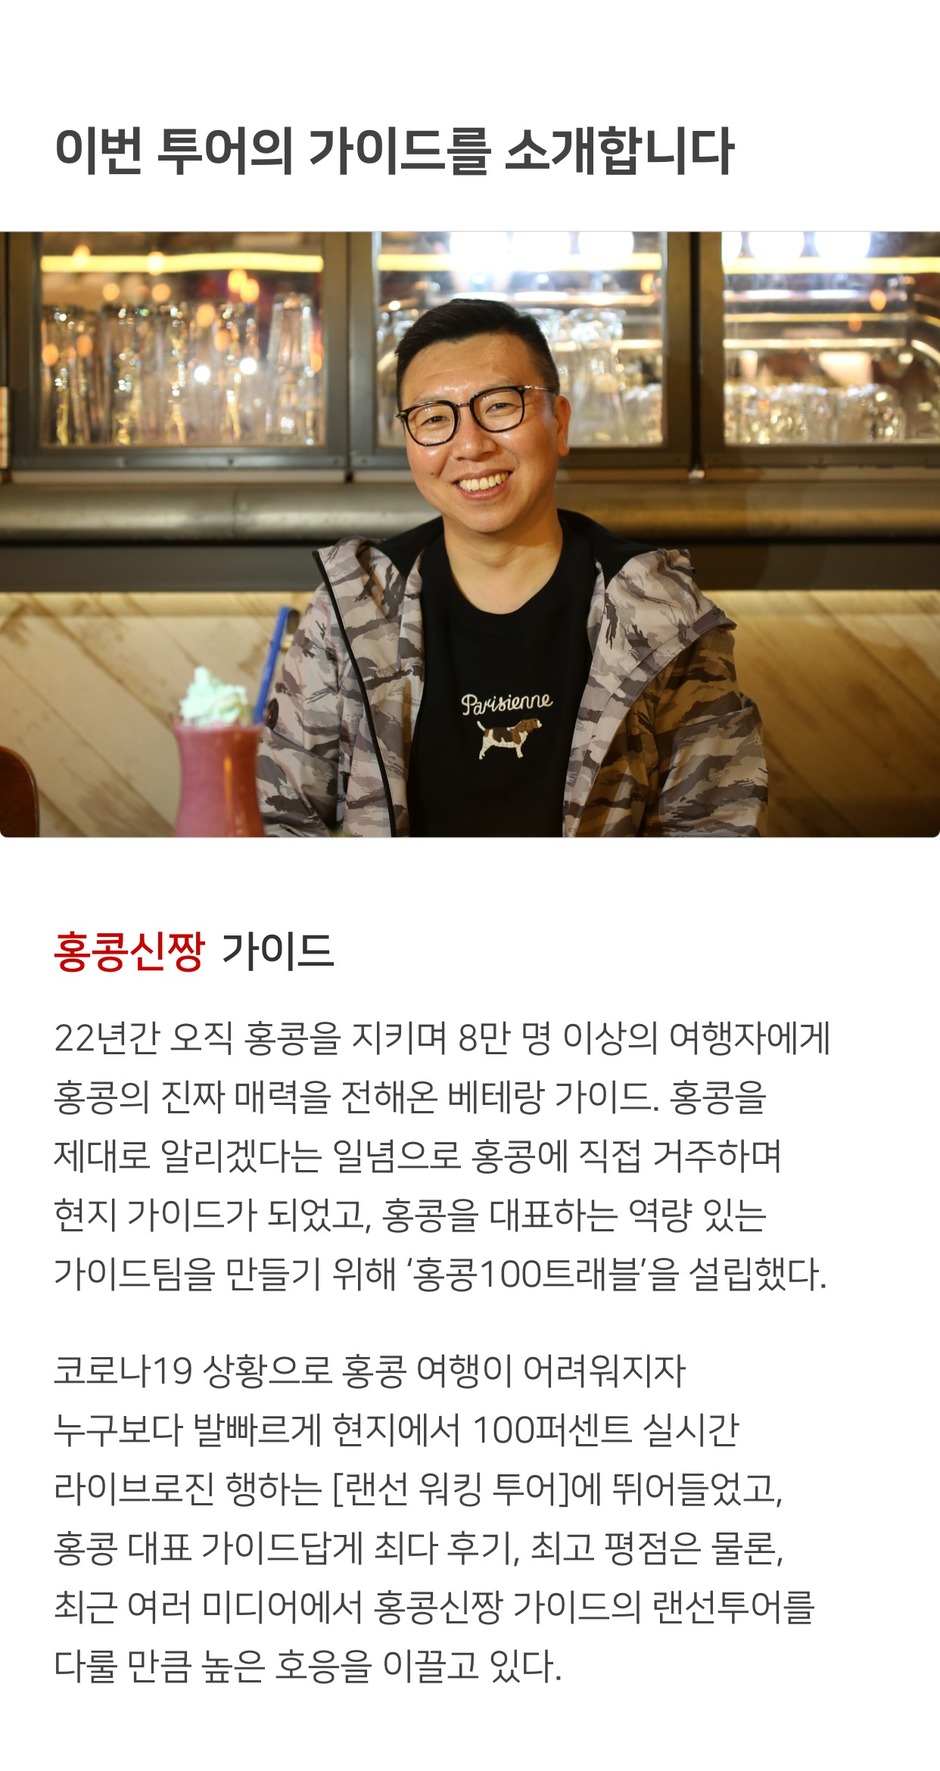 이번 투어의 가이드를 소개합니다
Parisienne
홍콩신짱 가이드
22년간 오직 홍콩을 지키며 8만 명 이상의 여행자에게
홍콩의 진짜 매력을 전해온 베테랑 가이드. 홍콩을
제대로 알리겠다는 일념으로 홍콩에 직접 거주하며
현지 가이드가 되었고, 홍콩을 대표하는 역량 있는
가이드팀을 만들기 위해 ‘홍콩100트래블’을 설립했다.
코로나19 상황으로 홍콩 여행이 어려워지자
누구보다 발빠르게 현지에서 100퍼센트 실시간
라이브로진 행하는 [랜선 워킹 투어]에 뛰어들었고,
홍콩 대표 가이드답게 최다 후기, 최고 평점은 물론,
최근 여러 미디어에서 홍콩신짱 가이드의 랜선투어를
다룰 만큼 높은 호응을 이끌고 있다.